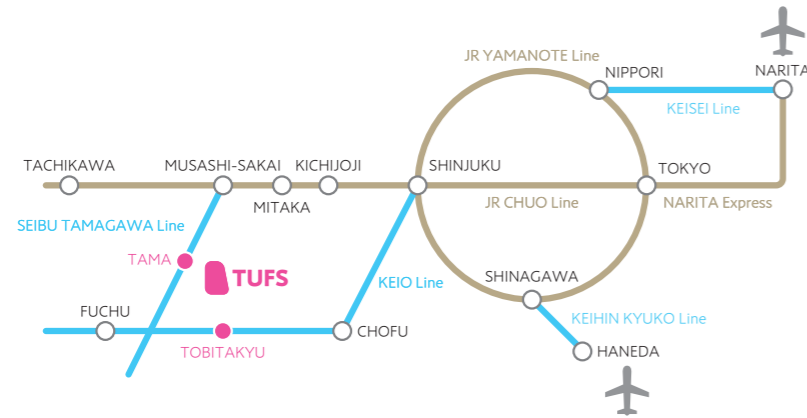 JR YAMANOTE Line
NIPPORI
NARITA
KEISEI Line
TACHIKAWA
MUSASHI-SAKAI
KICHIJOJI
SHINJUKU
TOKYO
MITAKA
JR CHUO Line
NARITA Express
SEIBU TAMAGAWA Line
TAMA
TUFS
KEIO Line
SHINAGAWA
FUCHU
TOBITAKYU
CHOFU
KEIHIN KYUKO Line
HANEDA